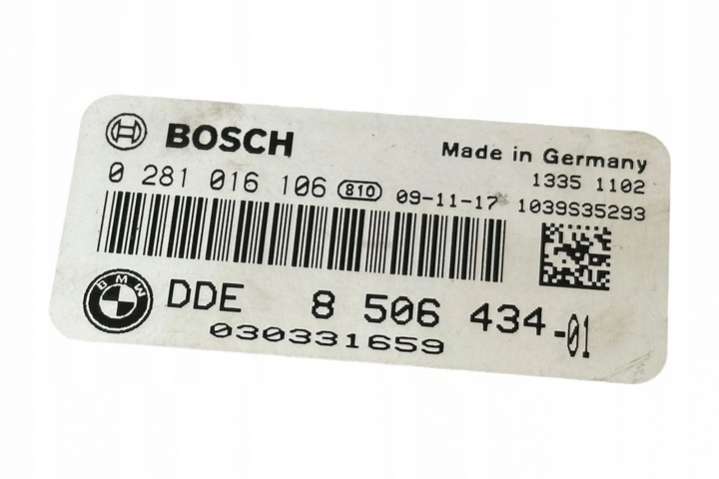 BOSCH
Made in Germany
0 281 016 106 810 09-11-17 1039S35293
1335 1102
BMW
DDE 8 506 434-01
030331659